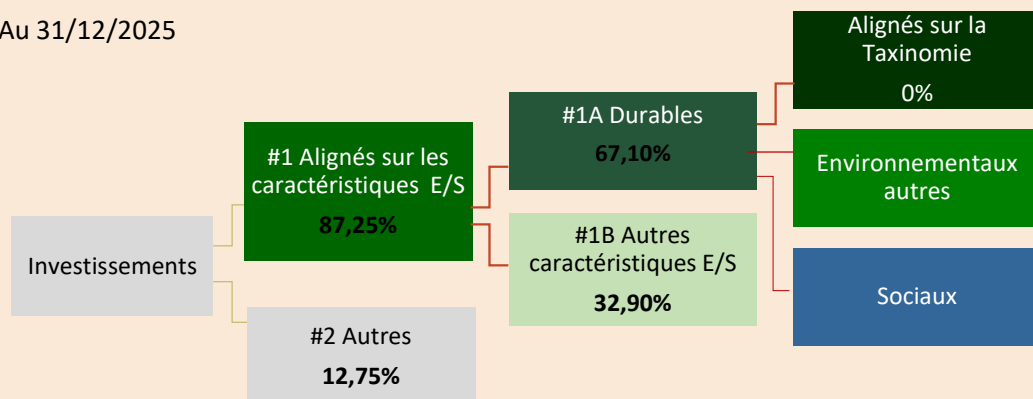 Au 31/12/2025
Investissements
#1 Alignés sur les
caractéristiques E/S
87,25%
#2 Autres
12,75%
#1A Durables
67,10%
#1B Autres
caractéristiques E/S
32,90%
Alignés sur la
Taxinomie
0%
Environnementaux
autres
Sociaux